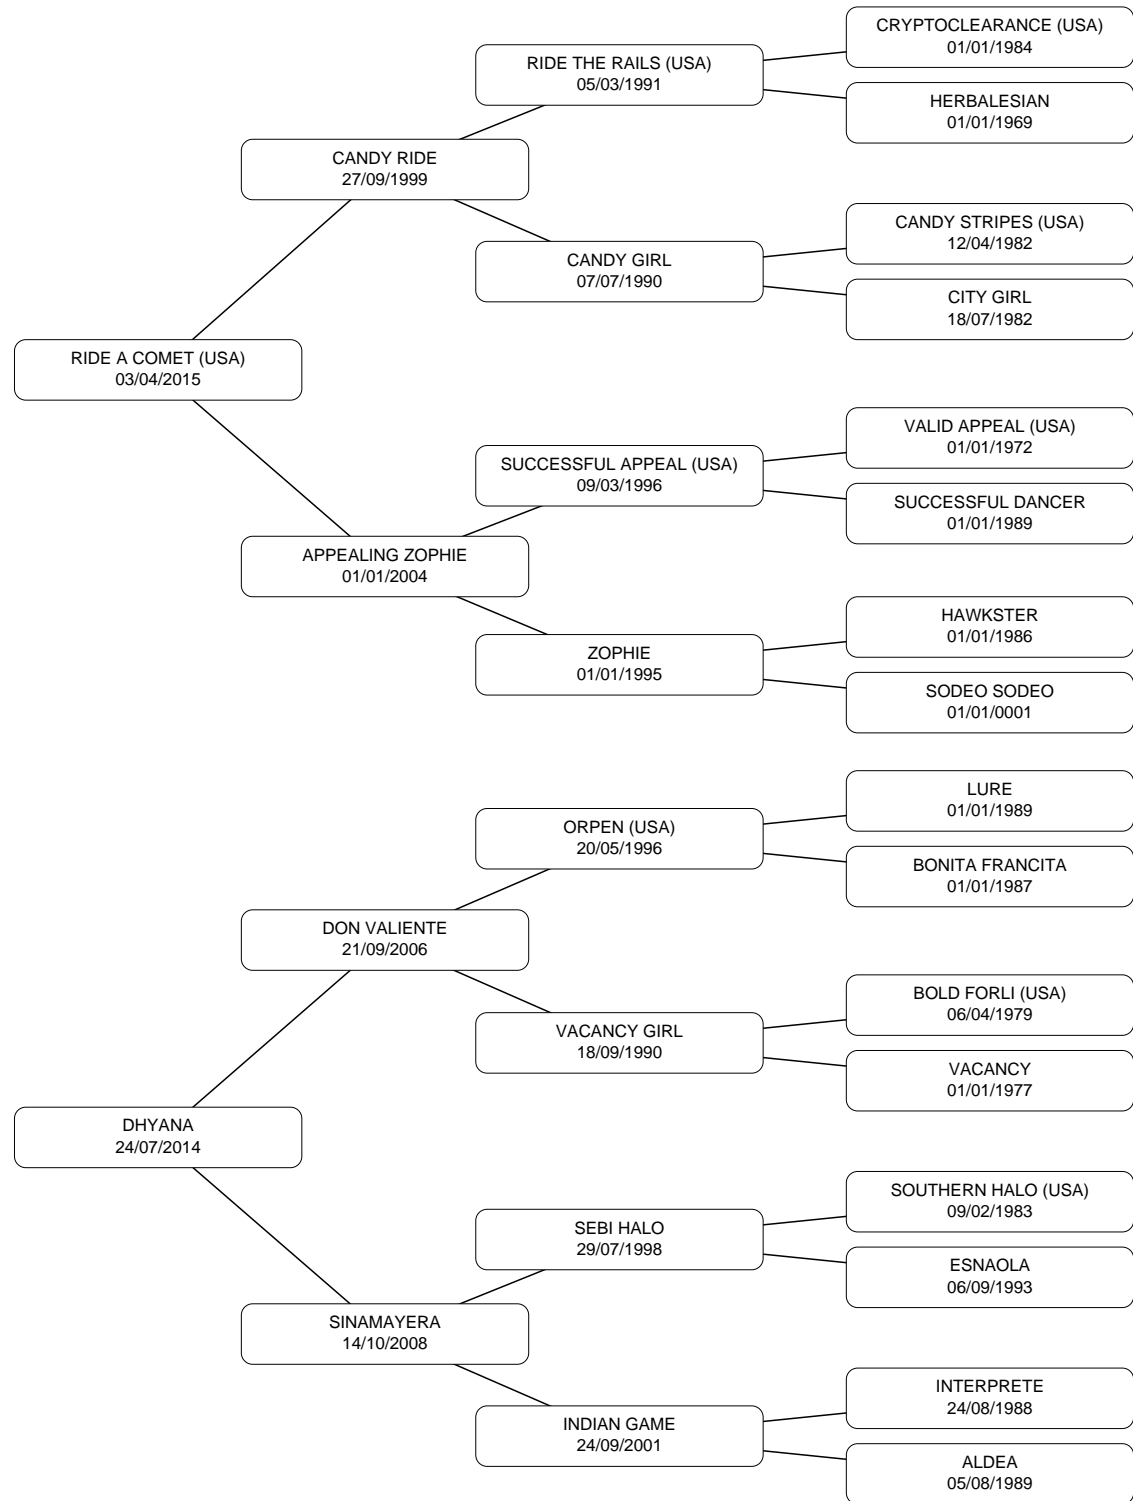 CRYPTOCLEARANCE (USA)
01/01/1984
RIDE THE RAILS (USA)
05/03/1991
HERBALESIAN
01/01/1969
CANDY RIDE
27/09/1999
CANDY STRIPES (USA)
12/04/1982
CANDY GIRL
07/07/1990
CITY GIRL
18/07/1982
RIDE A COMET (USA)
03/04/2015
VALID APPEAL (USA)
01/01/1972
SUCCESSFUL APPEAL (USA)
09/03/1996
SUCCESSFUL DANCER
01/01/1989
APPEALING ZOPHIE
01/01/2004
HAWKSTER
01/01/1986
ZOPHIE
01/01/1995
SODEO SODEO
01/01/0001
LURE
01/01/1989
ORPEN (USA)
20/05/1996
BONITA FRANCITA
01/01/1987
DON VALIENTE
21/09/2006
BOLD FORLI (USA)
06/04/1979
VACANCY GIRL
18/09/1990
VACANCY
01/01/1977
DHYANA
24/07/2014
SOUTHERN HALO (USA)
09/02/1983
SEBI HALO
29/07/1998
ESNAOLA
06/09/1993
SINAMAYERA
14/10/2008
INTERPRETE
24/08/1988
INDIAN GAME
24/09/2001
ALDEA
05/08/1989